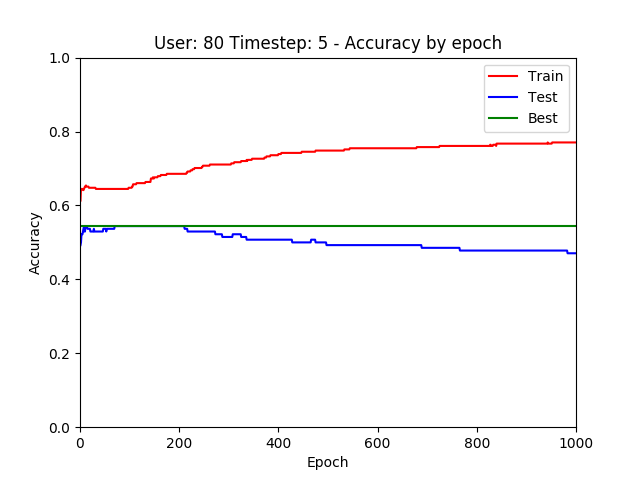 User: 80 Timestep: 5 - Accuracy by epoch
Accuracy
1.0
0.8
0.6
0.4
0.2
0.0
Train
Test
Best
0 200 400 600 800 1000
Epoch